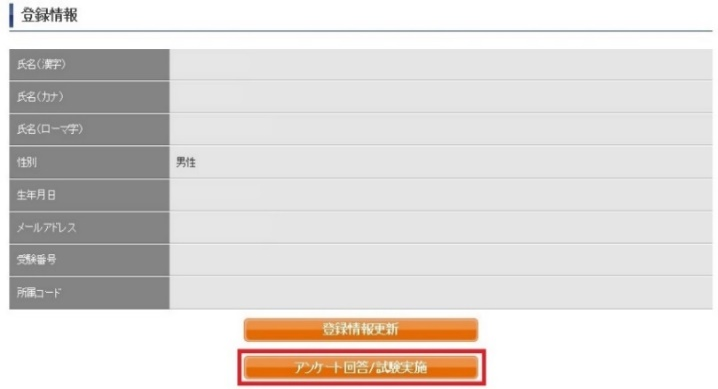 登録情報
氏名(漢字)
氏名(カナ)
氏名(ローマ字)
性別 男性
生年月日
メールアドレス
受験番号
所属コード
登録情報更新
アンケート回答/試験実施